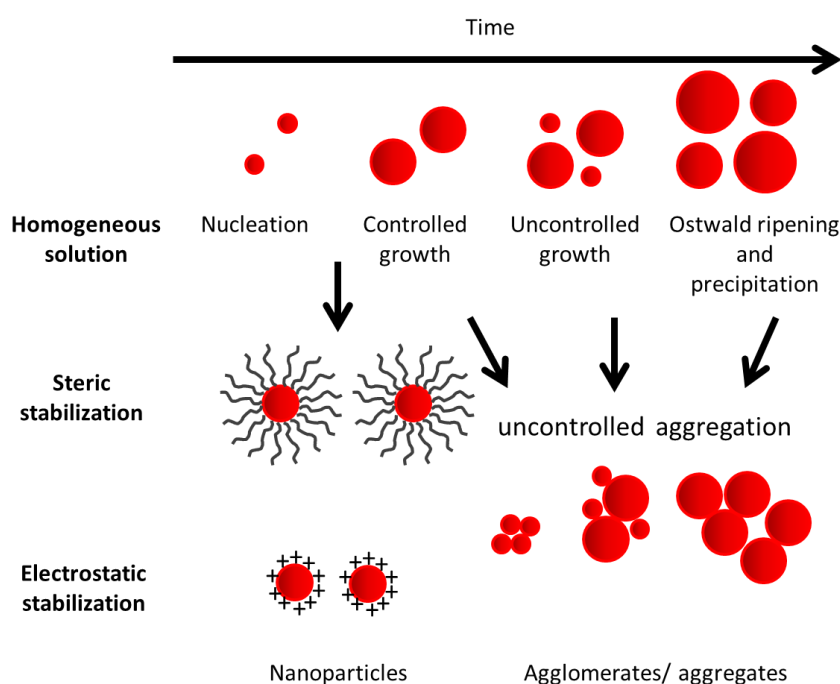 Time
Homogeneous
solution
Nucleation
Controlled
growth
Uncontrolled
growth
Ostwald ripening
and
precipitation
Steric
stabilization
uncontrolled aggregation
Electrostatic
stabilization
Nanoparticles
Agglomerates/ aggregates